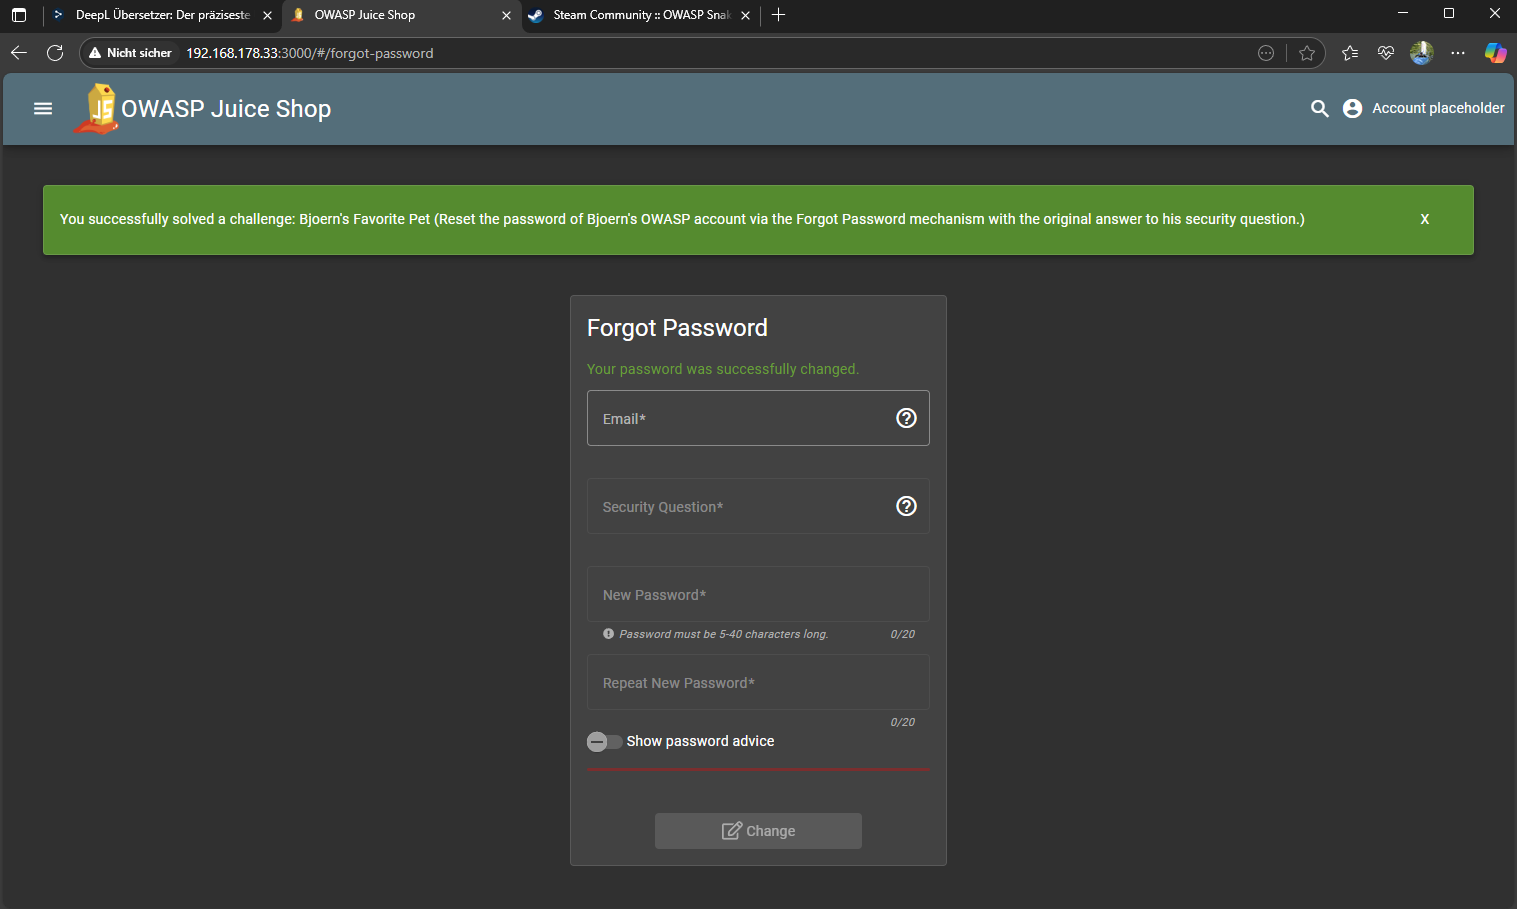 DeepL Übersetzer: Der präziseste
OWASP Juice Shop
Steam Community :: OWASP Snak
Nicht sicher
192.168.178.33:3000/#/forgot-password
JS
OWASP Juice Shop
Account placeholder
You successfully solved a challenge: Bjoern's Favorite Pet (Reset the password of Bjoern's OWASP account via the Forgot Password mechanism with the original answer to his security question.)
X
Forgot Password
Your password was successfully changed.
Email*
Security Question*
New Password*
Password must be 5-40 characters long.
0/20
Repeat New Password*
0/20
Show password advice
Change